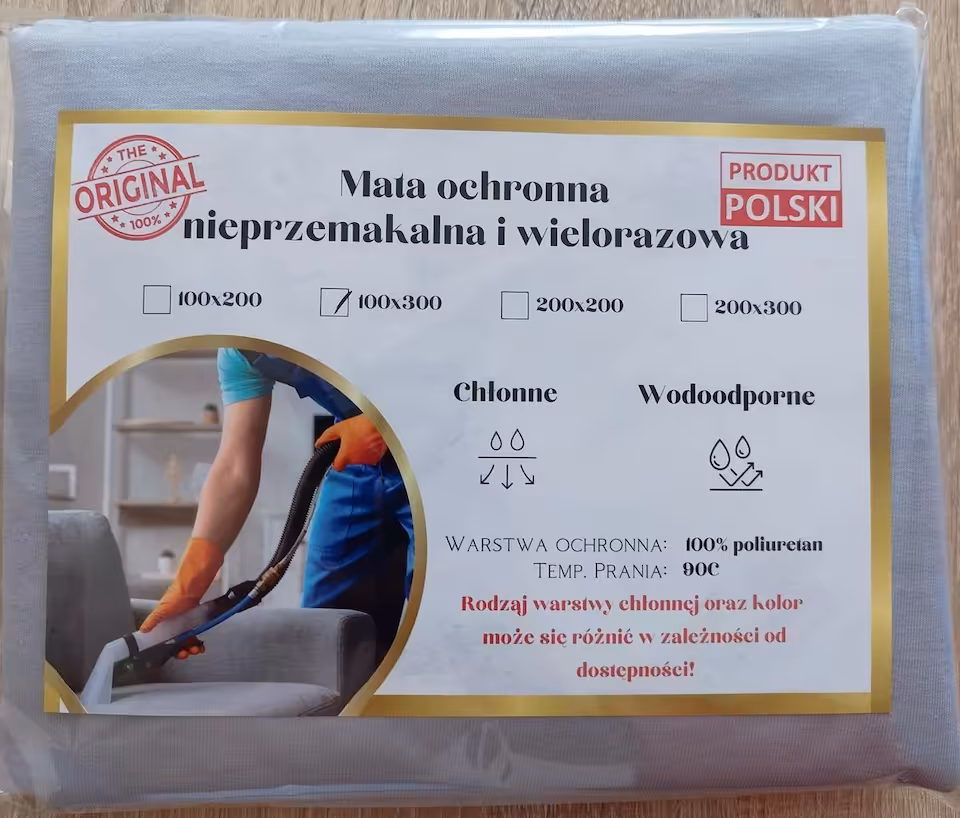 THE
ORIGINAL
100%
PRODUKT
POLSKI
Mata ochronna
nieprzemakalna i wielorazowa
100x200 100x300 200x200 200x300
Chłonne Wodoodporne
WARSTWA OCHRONNA: 100% poliuretan
TEMP. PRANIA: 90C
Rodzaj warstwy chłonnej oraz kolor
może się różnić w zależności od
dostępności!